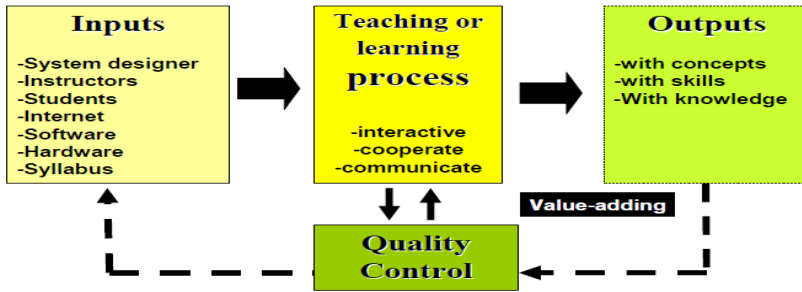 Inputs
-System designer
-Instructors
-Students
-Internet
-Software
-Hardware
-Syllabus
Teaching or
learning
process
-interactive
-cooperate
-communicate
Outputs
-with concepts
-with skills
-With knowledge
Value-adding
Quality
Control